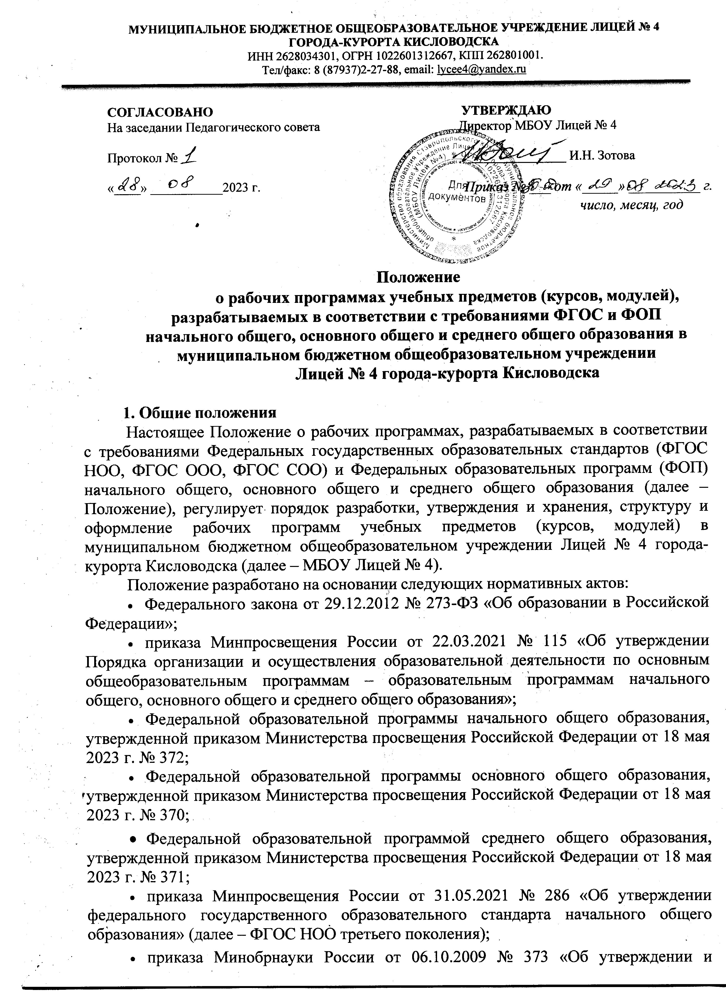 МУНИЦИПАЛЬНОЕ БЮДЖЕТНОЕ ОБЩЕОБРАЗОВАТЕЛЬНОЕ УЧРЕЖДЕНИЕ ЛИЦЕЙ № 4
ГОРОДА-КУРОРТА КИСЛОВОДСКА
ИНН 2628034301, ОГРН 1022601312667, КПП 262801001.
Тел/факс: 8 (87937)2-27-88, email: lycee4@yandex.ru
СОГЛАСОВАНО
На заседании Педагогического совета
Протокол № 1
«28» 08 2023 г.
УТВЕРЖДАЮ
Директор МБОУ Лицей № 4
И.Н. Зотова
Приказ № от «29» 08 2023 г.
число, месяц, год
Для
документов
Положение
о рабочих программах учебных предметов (курсов, модулей),
разрабатываемых в соответствии с требованиями ФГОС и ФОП
начального общего, основного общего и среднего общего образования в
муниципальном бюджетном общеобразовательном учреждении
Лицей № 4 города-курорта Кисловодска
1. Общие положения
Настоящее Положение о рабочих программах, разрабатываемых в соответствии
с требованиями Федеральных государственных образовательных стандартов (ФГОС
НОО, ФГОС ООО, ФГОС СОО) и Федеральных образовательных программ (ФОП)
начального общего, основного общего и среднего общего образования (далее –
Положение), регулирует порядок разработки, утверждения и хранения, структуру и
оформление рабочих программ учебных предметов (курсов, модулей) в
муниципальном бюджетном общеобразовательном учреждении Лицей № 4 города-
курорта Кисловодска (далее – МБОУ Лицей № 4).
Положение разработано на основании следующих нормативных актов:
• Федерального закона от 29.12.2012 № 273-ФЗ «Об образовании в Российской
Федерации»;
• приказа Минпросвещения России от 22.03.2021 № 115 «Об утверждении
Порядка организации и осуществления образовательной деятельности по основным
общеобразовательным программам – образовательным программам начального
общего, основного общего и среднего общего образования»;
• Федеральной образовательной программы начального общего образования,
утвержденной приказом Министерства просвещения Российской Федерации от 18 мая
2023 г. № 372;
• Федеральной образовательной программы основного общего образования,
утвержденной приказом Министерства просвещения Российской Федерации от 18 мая
2023 г. № 370;
• Федеральной образовательной программой среднего общего образования,
утвержденной приказом Министерства просвещения Российской Федерации от 18 мая
2023 г. № 371;
• приказа Минпросвещения России от 31.05.2021 № 286 «Об утверждении
федерального государственного образовательного стандарта начального общего
образования» (далее – ФГОС НОО третьего поколения);
• приказа Минобрнауки России от 06.10.2009 № 373 «Об утверждении и